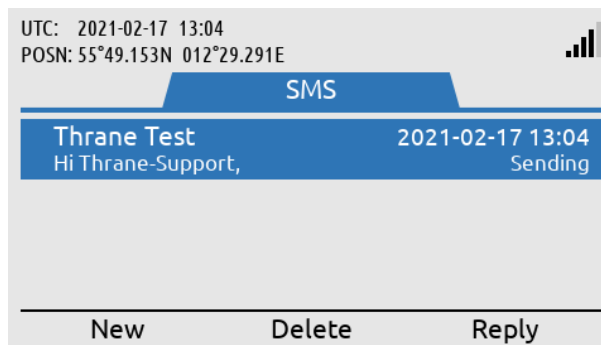 UTC: 2021-02-17 13:04
POSN: 55°49.153N 012°29.291E
SMS
Thrane Test 2021-02-17 13:04
Hi Thrane-Support, Sending
New Delete Reply